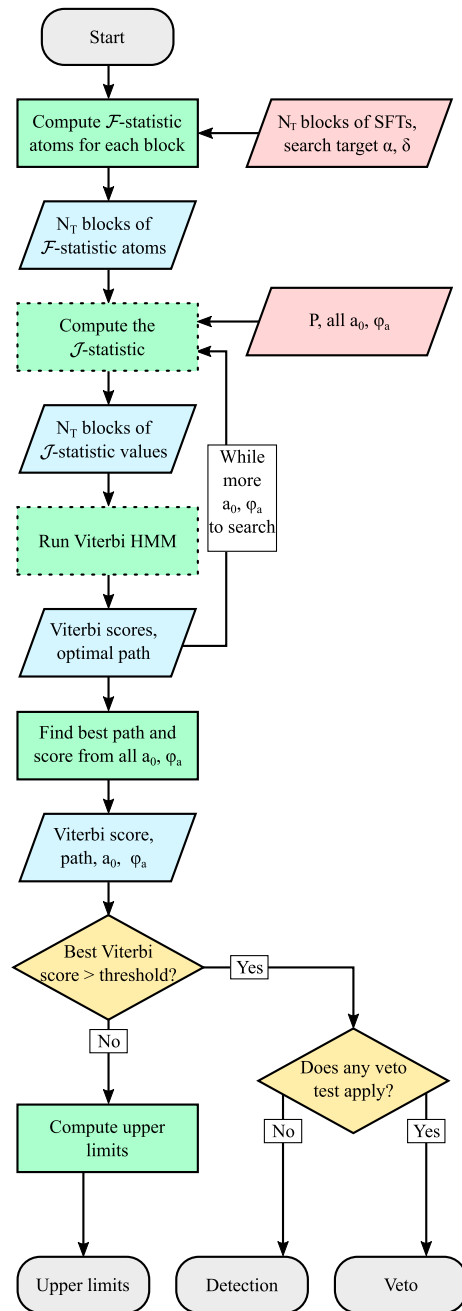 Start
Compute ℱ-statistic
atoms for each block
N_T blocks of SFTs,
search target α, δ
N_T blocks of
ℱ-statistic atoms
Compute the
𝒥-statistic
P, all a₀, φₐ
N_T blocks of
𝒥-statistic values
While
more
a₀, φₐ
to search
Run Viterbi HMM
Viterbi scores,
optimal path
Find best path and
score from all a₀, φₐ
Viterbi score,
path, a₀, φₐ
Best Viterbi
score > threshold?
Yes
No
Does any veto
test apply?
No
Yes
Compute upper
limits
Upper limits
Detection
Veto